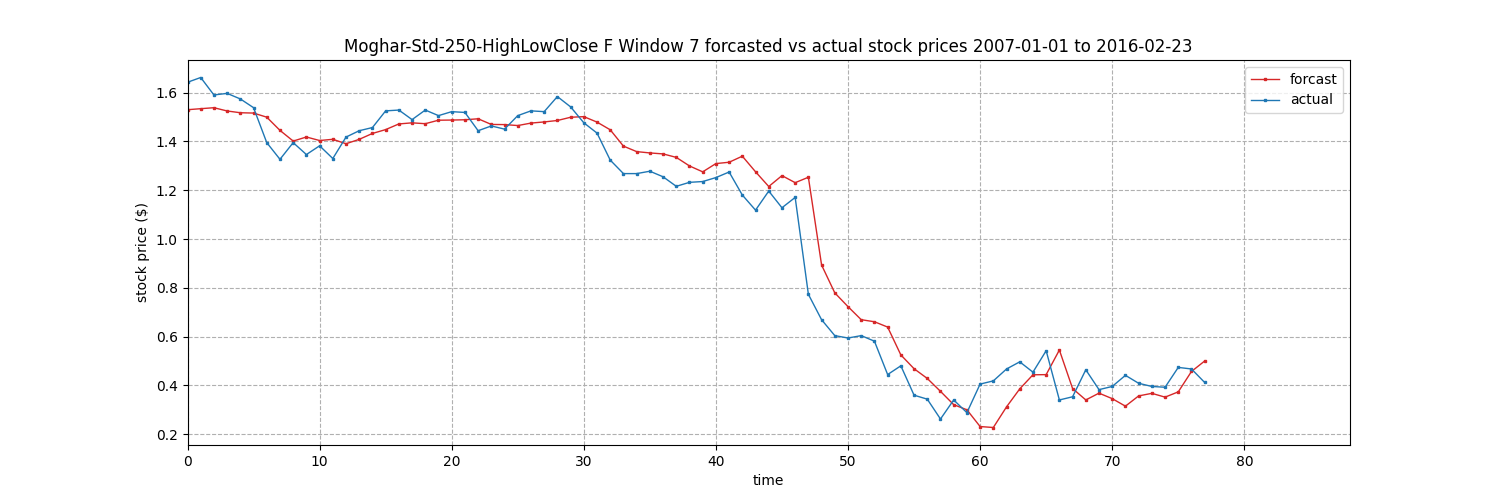 Moghar-Std-250-HighLowClose F Window 7 forcasted vs actual stock prices 2007-01-01 to 2016-02-23
forcast
actual
stock price ($)
1.6
1.4
1.2
1.0
0.8
0.6
0.4
0.2
0 10 20 30 40 50 60 70 80
time